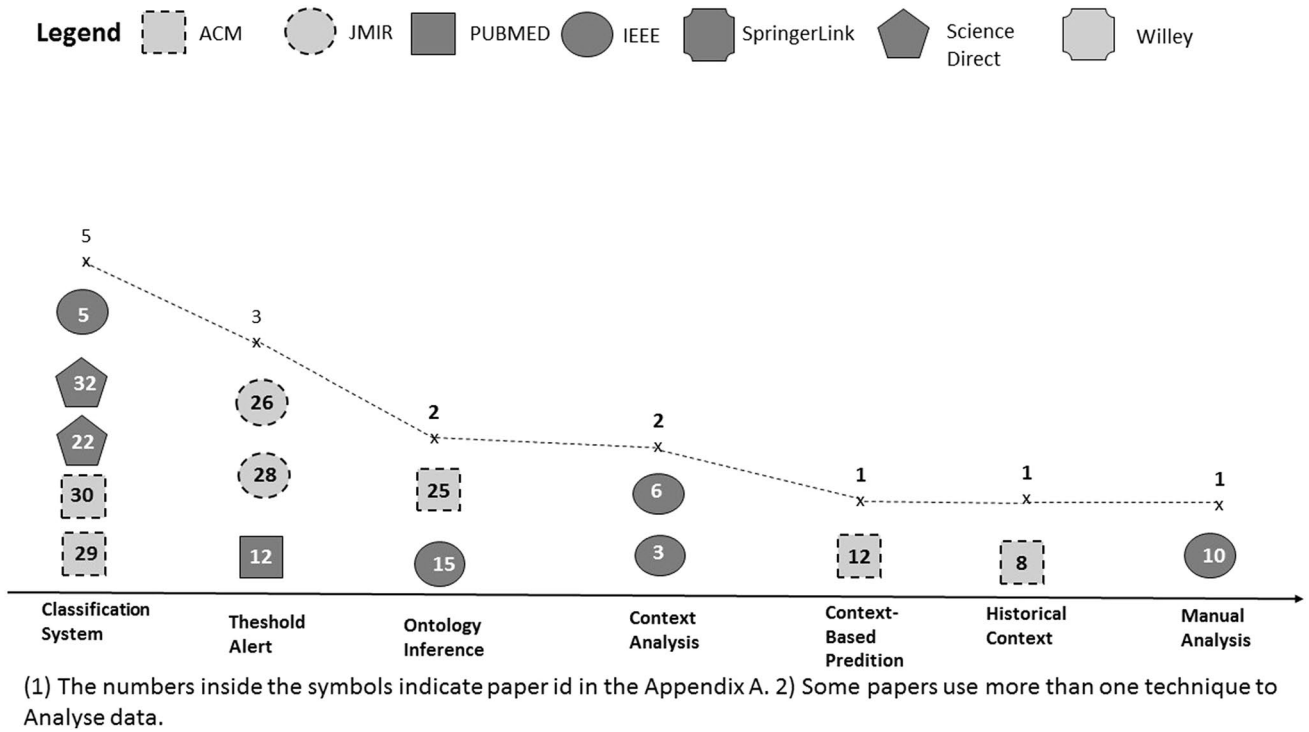 Legend ACM JMIR PUBMED IEEE SpringerLink Science Direct Willey
5
5
32
22
30
29
3
26
28
12
2
25
15
2
6
3
1
12
1
8
1
10
Classification
System
Theshold
Alert
Ontology
Inference
Context
Analysis
Context-
Based
Predition
Historical
Context
Manual
Analysis
(1) The numbers inside the symbols indicate paper id in the Appendix A. 2) Some papers use more than one technique to
Analyse data.